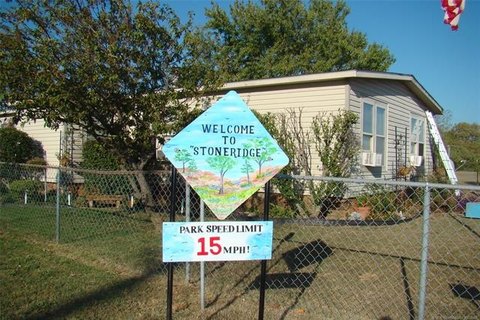 WELCOME
TO
"STONERIDGE"
PARK SPEED LIMIT
15 MPH!